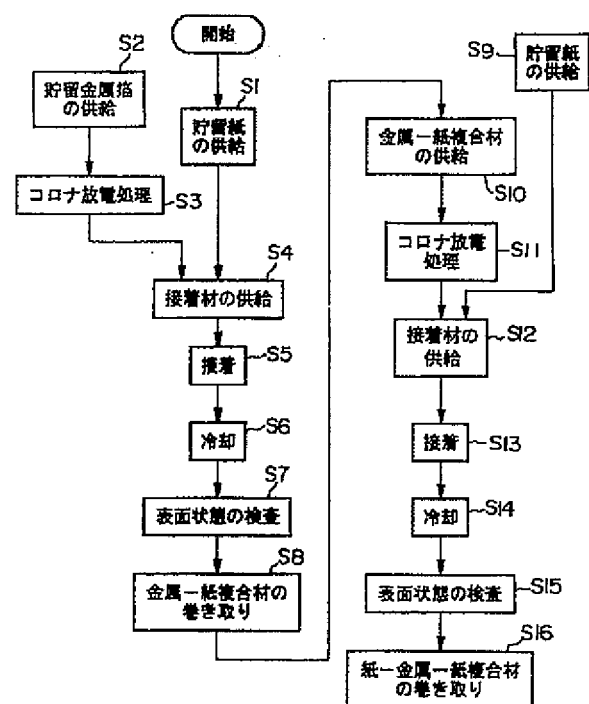 開始
S1
貯留紙
の供給
S2
貯留金属箔
の供給
コロナ放電処理
S3
S4
接着材の供給
接着
S5
S6
冷却
S7
表面状態の検査
S8
金属ー紙複合材の
巻き取り
S9
貯留紙
の供給
金属ー紙複合材
の供給
S10
コロナ放電
処理
S11
接着材の
供給
S12
接着
S13
冷却
S14
表面状態の検査
S15
S16
紙ー金属ー紙複合材
の巻き取り